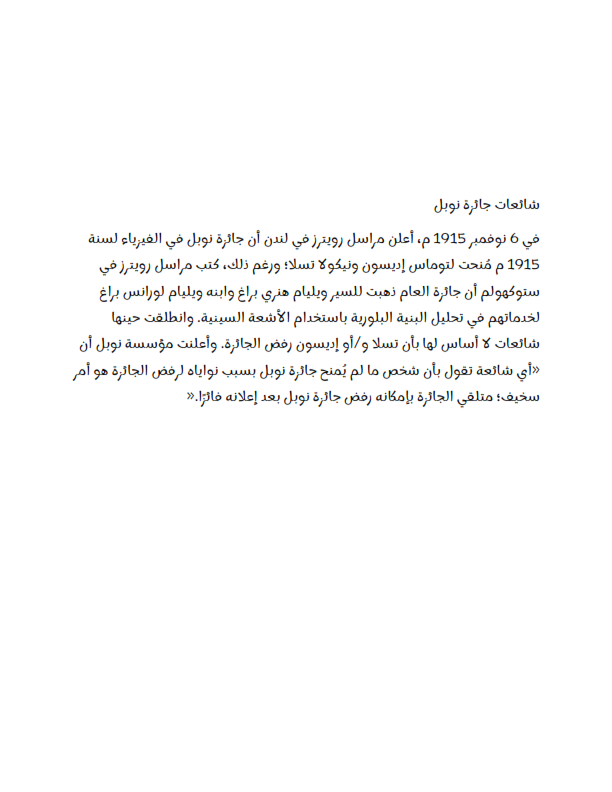 شائعات جائزة نوبل
في 6 نوفمبر 1915 م، أعلن مراسل رويترز في لندن أن جائزة نوبل في الفيزياء لسنة
1915 م مُنحت لتوماس إديسون ونيكولا تسلا؛ ورغم ذلك، كتب مراسل رويترز في
ستوكهولم أن جائزة العام ذهبت للسير ويليام هنري براغ وابنه ويليام لورانس براغ
لخدماتهم في تحليل البنية البلورية باستخدام الأشعة السينية. وانطلقت حينها
شائعات لا أساس لها بأن تسلا و/أو إديسون رفض الجائزة. وأعلنت مؤسسة نوبل أن
«أي شائعة تقول بأن شخص ما لم يُمنح جائزة نوبل بسبب نواياه لرفض الجائزة هو أمر
سخيف؛ متلقي الجائزة بإمكانه رفض جائزة نوبل بعد إعلانه فائزًا.»